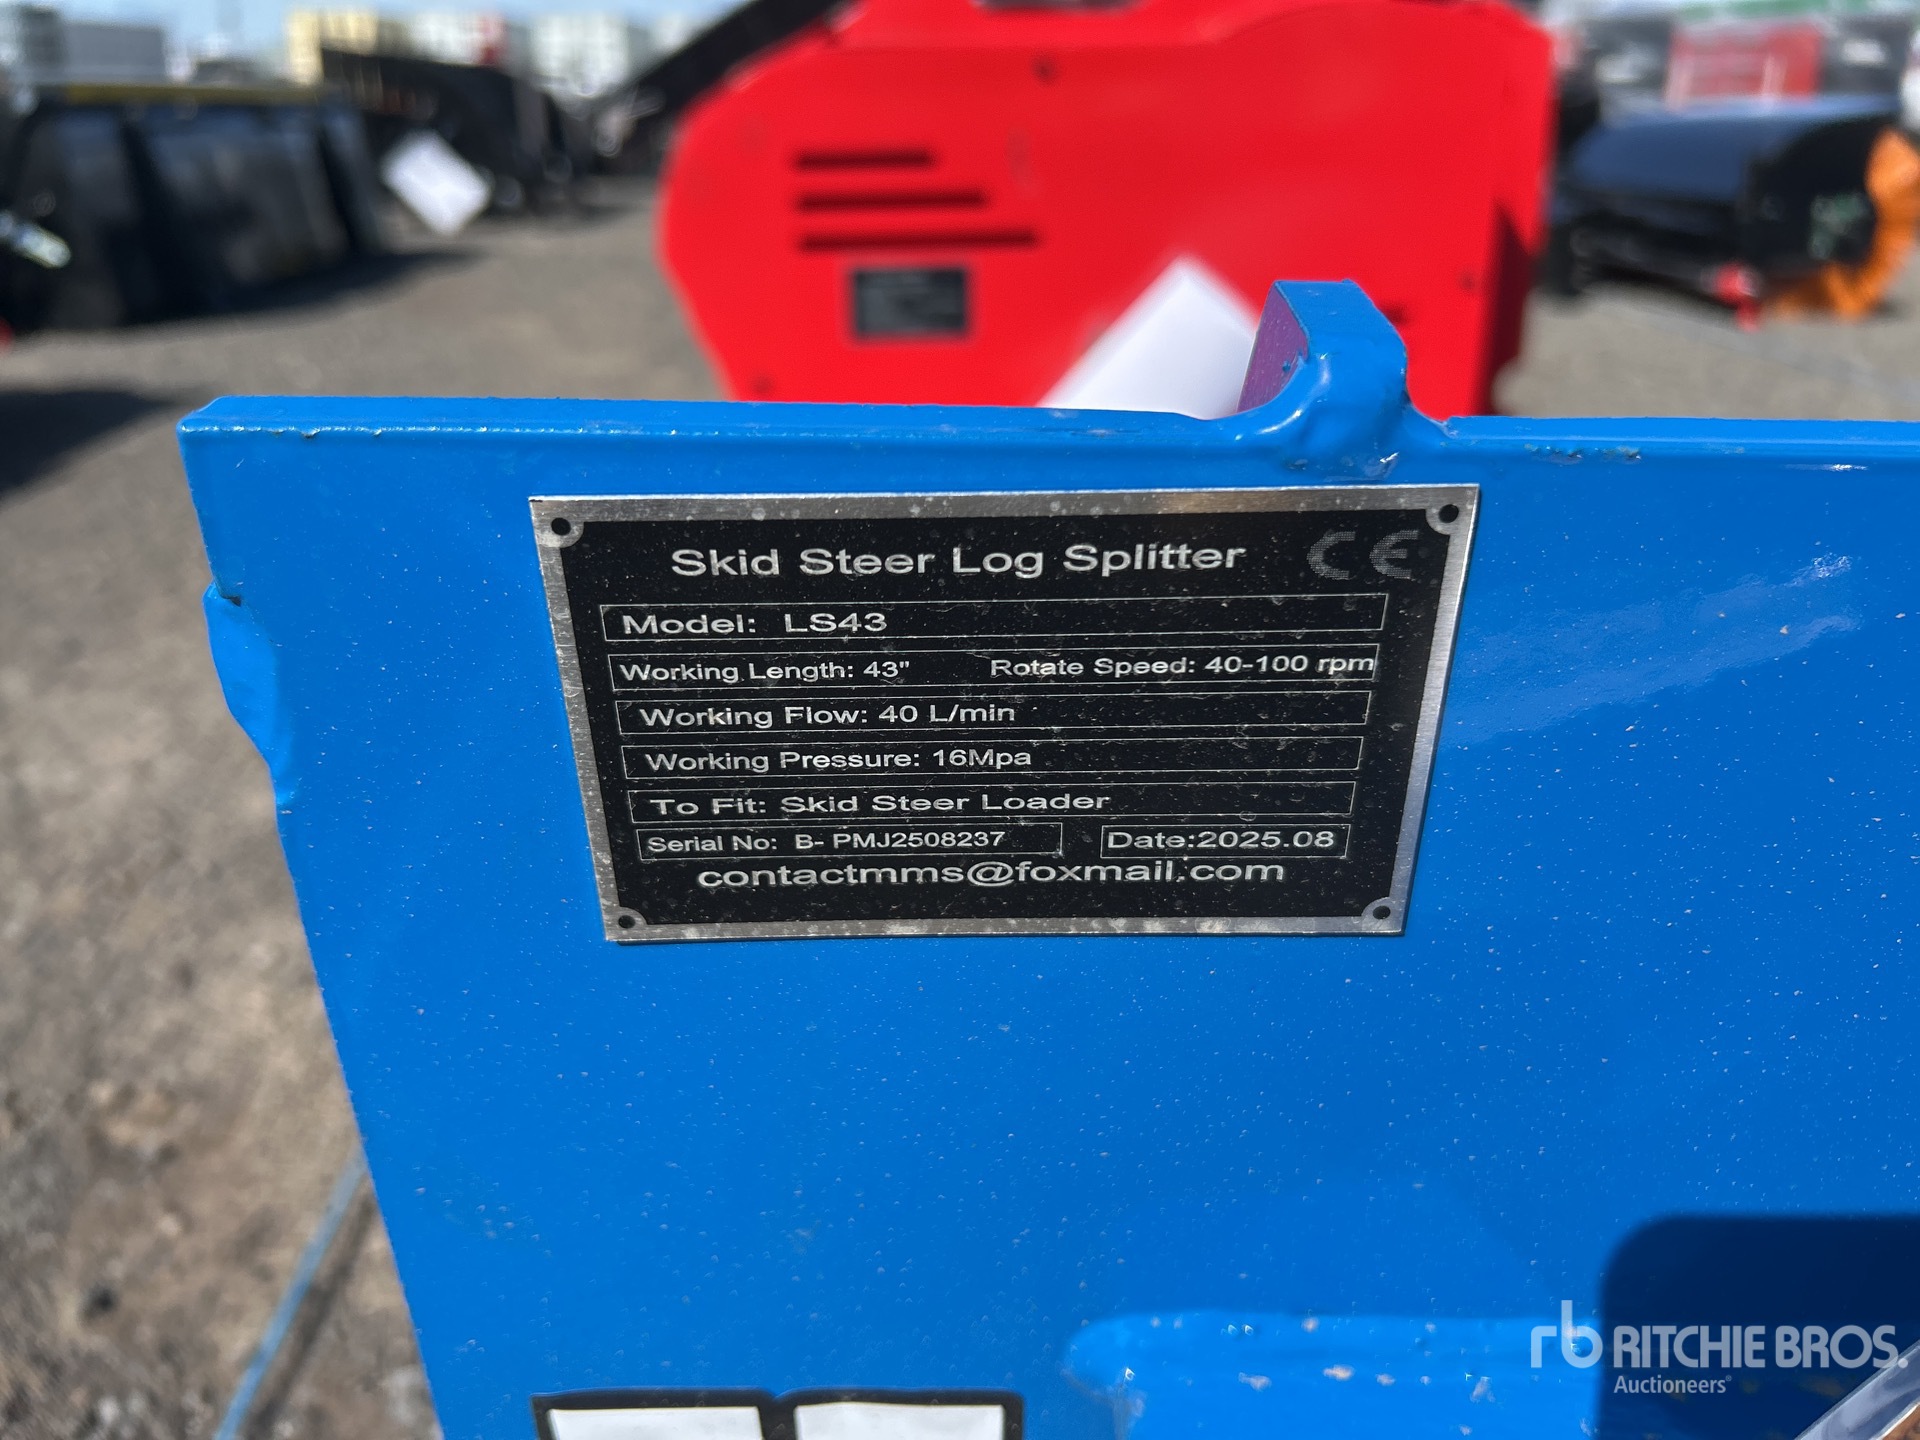 Skid Steer Log Splitter CE
Model: LS43
Working Length: 43" Rotate Speed: 40-100 rpm
Working Flow: 40 L/min
Working Pressure: 16Mpa
To Fit: Skid Steer Loader
Serial No: B- PMJ2508237 Date:2025.08
contactmms@foxmail.com
rb RITCHIE BROS.
Auctioneers®